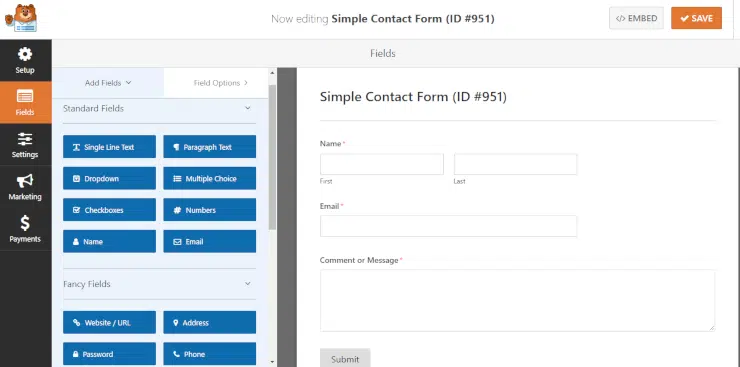 Now editing Simple Contact Form (ID #951)
</> EMBED
SAVE
Fields
Setup
Fields
Settings
Marketing
Payments
Add Fields
Field Options
Standard Fields
Single Line Text
Paragraph Text
Dropdown
Multiple Choice
Checkboxes
# Numbers
Name
Email
Fancy Fields
Website / URL
Address
Password
Phone
Simple Contact Form (ID #951)
Name *
First
Last
Email *
Comment or Message *
Submit